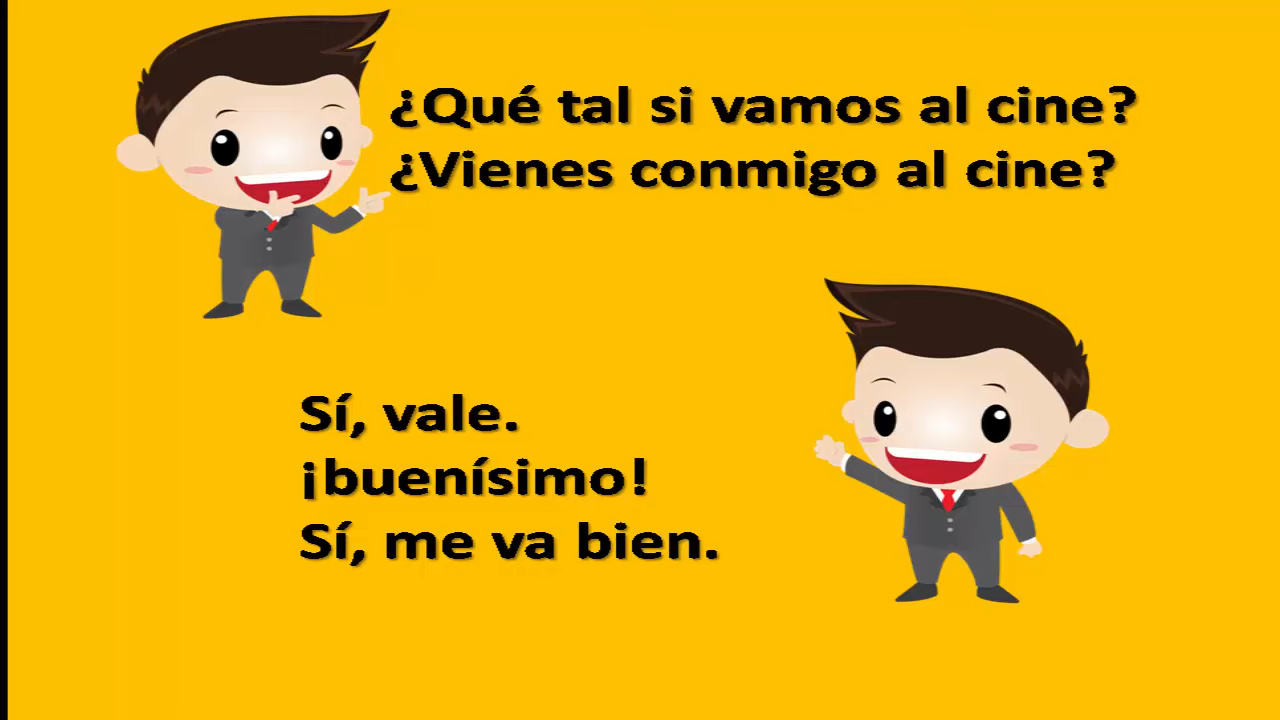 ¿Qué tal si vamos al cine?
¿Vienes conmigo al cine?
Sí, vale.
¡buenísimo!
Sí, me va bien.